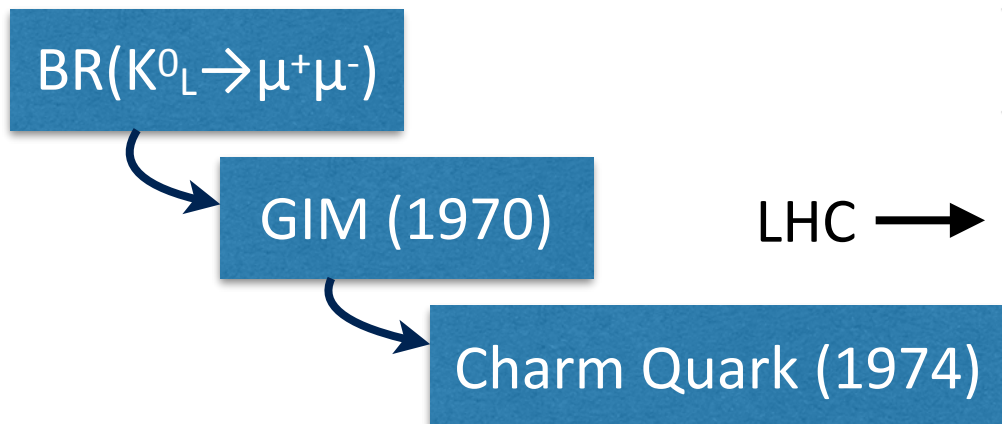 BR(K⁰L→μ⁺μ⁻)
GIM (1970)
LHC →
Charm Quark (1974)